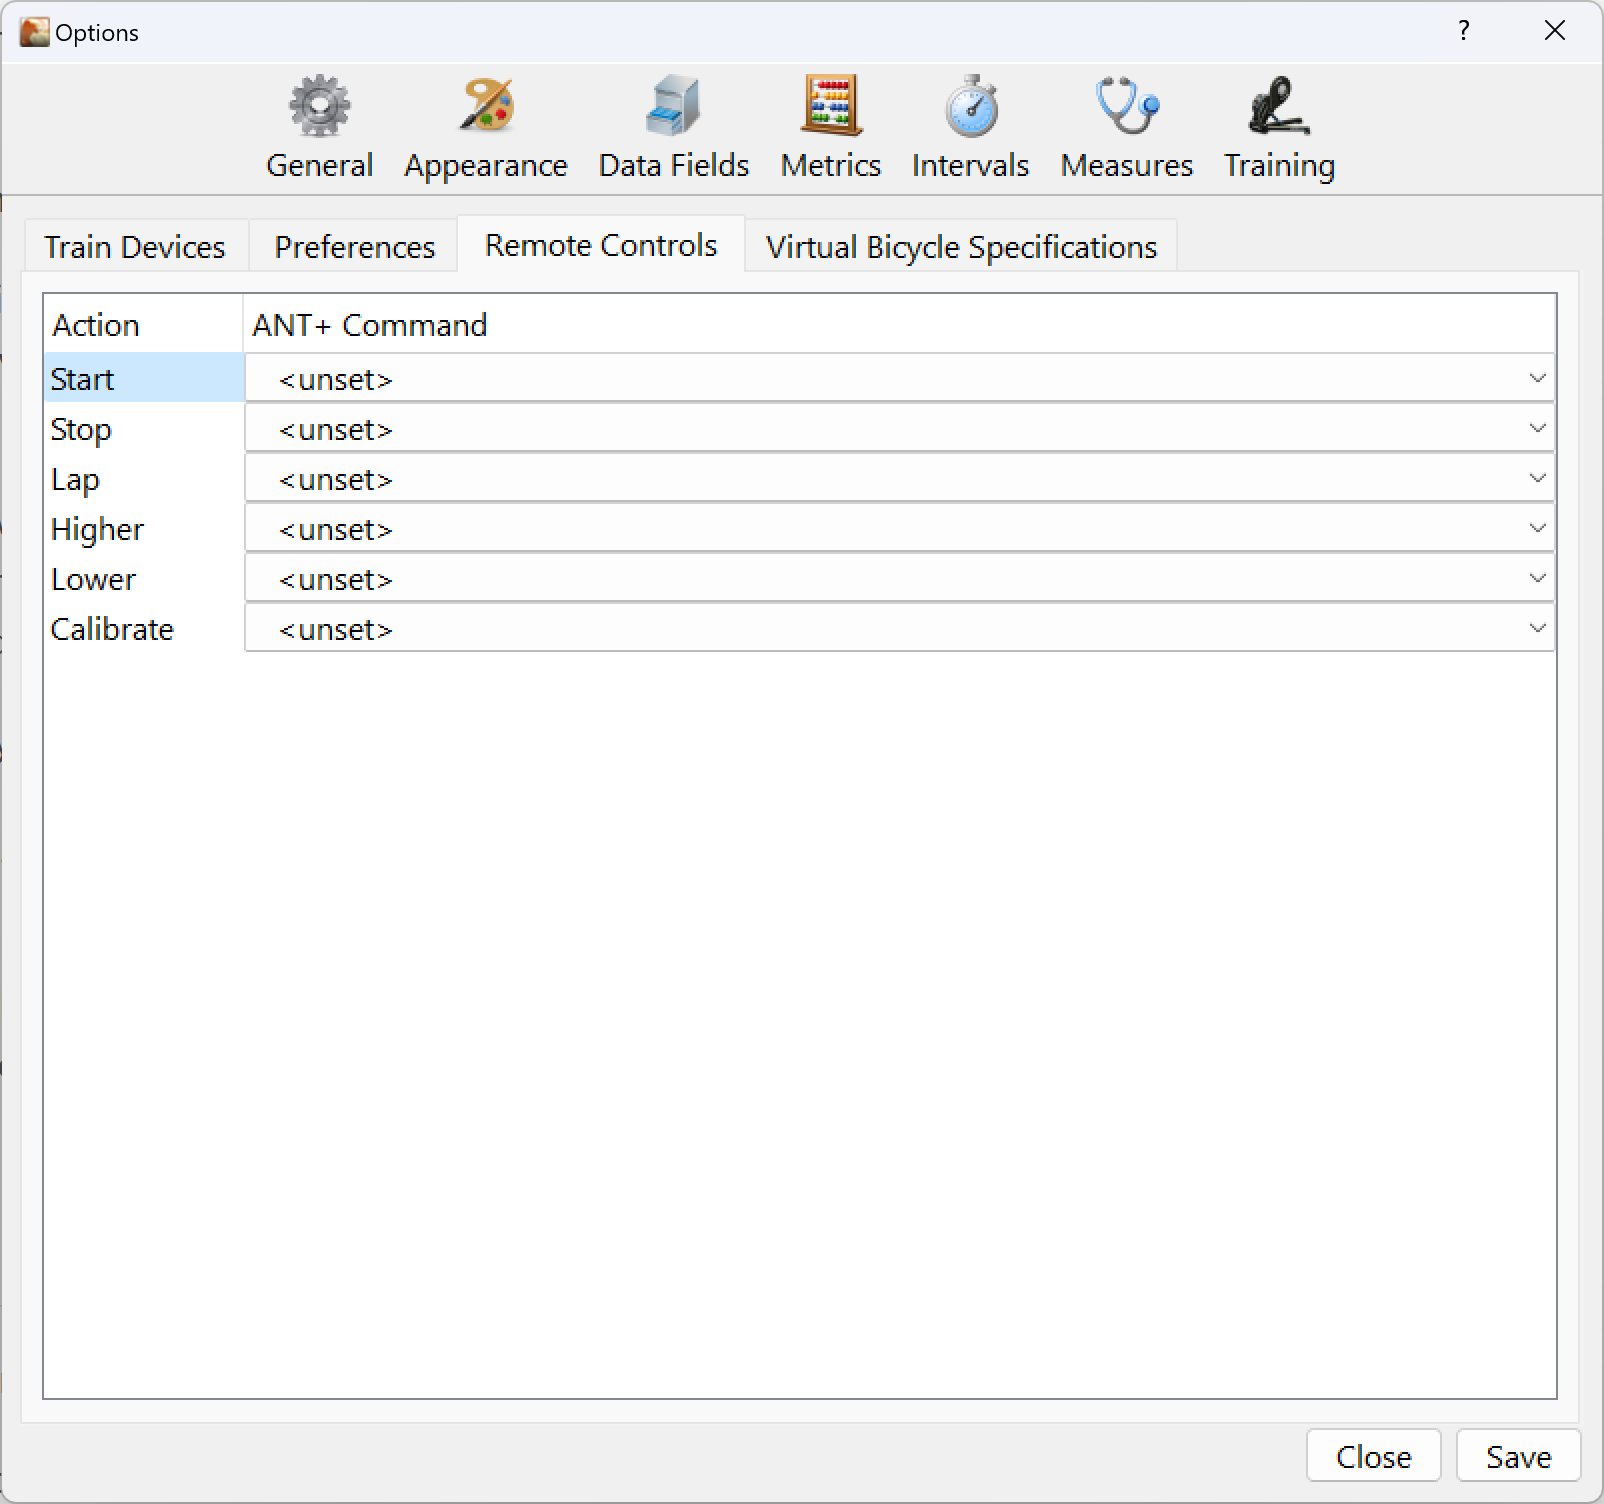 Options ?
General Appearance Data Fields Metrics Intervals Measures Training
Train Devices Preferences Remote Controls Virtual Bicycle Specifications
Action ANT+ Command
Start <unset>
Stop <unset>
Lap <unset>
Higher <unset>
Lower <unset>
Calibrate <unset>
Close Save